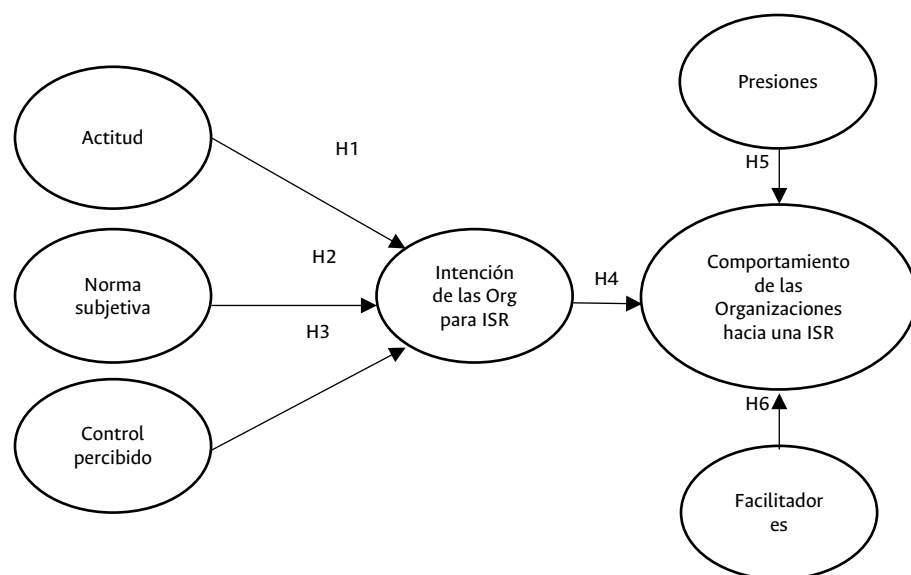 Presiones
Actitud
H1
H5
H2
Norma
subjetiva
Intención
de las Org
para ISR
H4
Comportamiento
de las
Organizaciones
hacia una ISR
H3
H6
Control
percibido
Facilitador
es